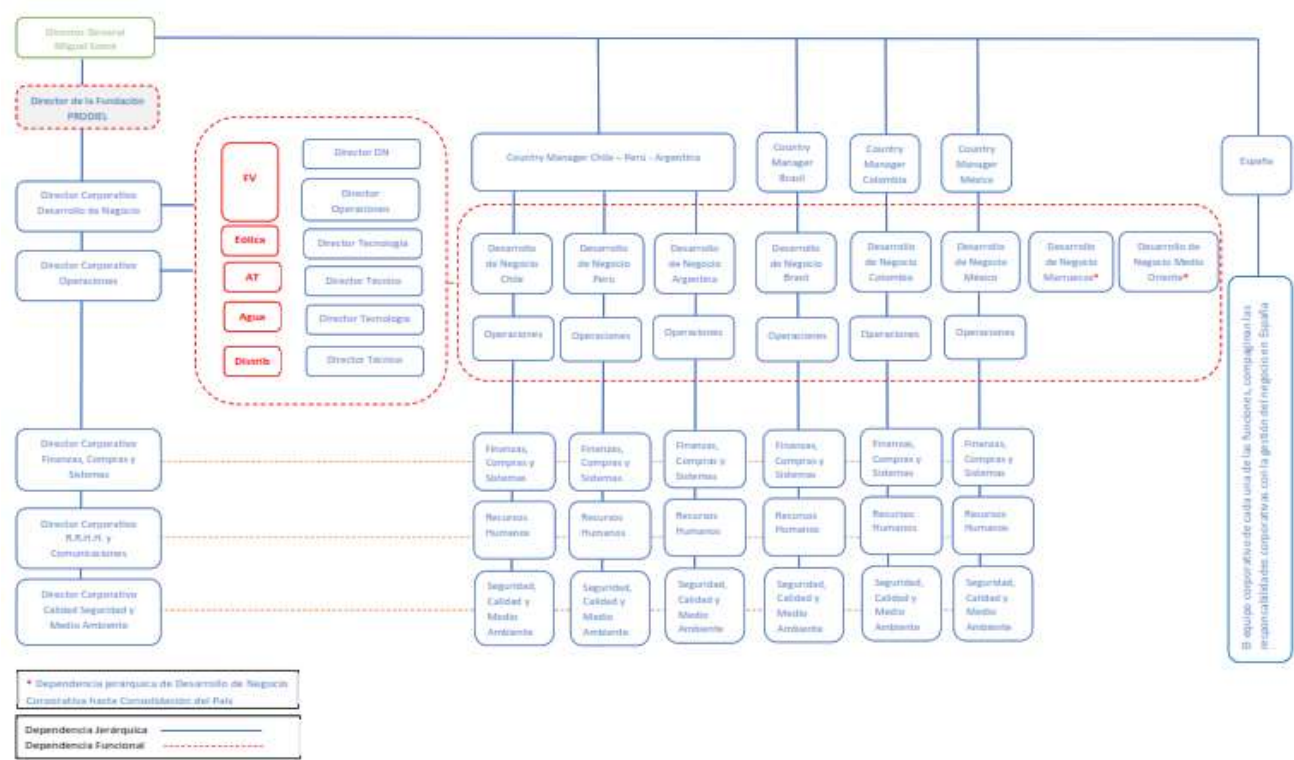 Director General
Miguel Somé
Director de la Fundación
PRODIEL
Director Corporativo
Desarrollo de Negocio
Director Corporativo
Operaciones
FV
Eólica
AT
Agua
Distrib
Director DN
Director
Operaciones
Director Tecnología
Director Técnico
Director Tecnología
Director Técnico
Country Manager Chile – Perú - Argentina
Country
Manager
Brasil
Country
Manager
Colombia
Country
Manager
México
España
Desarrollo
de Negocio
Chile
Desarrollo
de Negocio
Perú
Desarrollo
de Negocio
Argentina
Desarrollo
de Negocio
Brasil
Desarrollo
de Negocio
Colombia
Desarrollo
de Negocio
México
Desarrollo
de Negocio
Marruecos*
Desarrollo de
Negocio Medio
Oriente*
Operaciones
Operaciones
Operaciones
Operaciones
Operaciones
Operaciones
El equipo corporativo de cada una de las funciones, compaginan las
responsabilidades corporativas con la gestión del negocio en España
Director Corporativo
Finanzas, Compras y
Sistemas
Finanzas,
Compras y
Sistemas
Finanzas,
Compras y
Sistemas
Finanzas,
Compras y
Sistemas
Finanzas,
Compras y
Sistemas
Finanzas,
Compras y
Sistemas
Finanzas,
Compras y
Sistemas
Director Corporativo
R.R.H.H. y
Comunicaciones
Recursos
Humanos
Recursos
Humanos
Recursos
Humanos
Recursos
Humanos
Recursos
Humanos
Recursos
Humanos
Director Corporativo
Calidad Seguridad y
Medio Ambiente
Seguridad,
Calidad y
Medio
Ambiente
Seguridad,
Calidad y
Medio
Ambiente
Seguridad,
Calidad y
Medio
Ambiente
Seguridad,
Calidad y
Medio
Ambiente
Seguridad,
Calidad y
Medio
Ambiente
Seguridad,
Calidad y
Medio
Ambiente
* Dependencia jerárquica de Desarrollo de Negocio
Corporativo hasta Consolidación del País
Dependencia Jerárquica
Dependencia Funcional